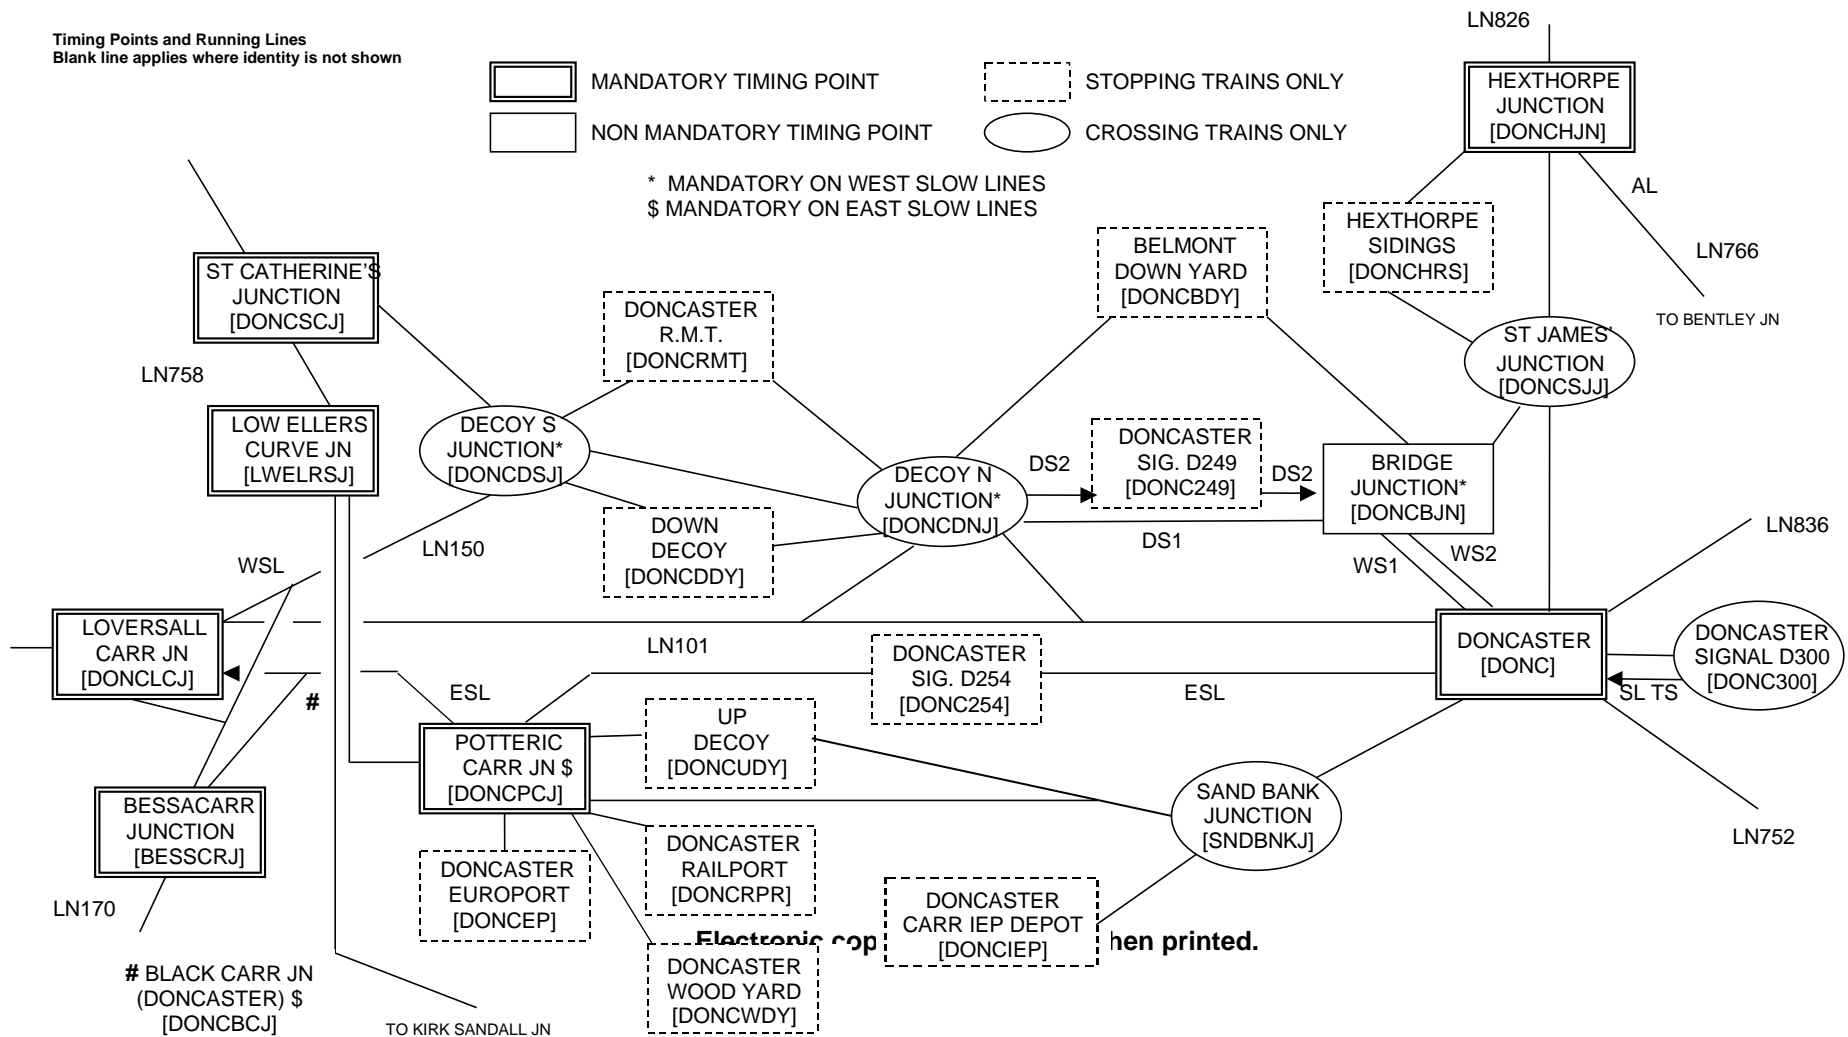 LN826
Timing Points and Running Lines
Blank line applies where identity is not shown
MANDATORY TIMING POINT
STOPPING TRAINS ONLY
NON MANDATORY TIMING POINT
CROSSING TRAINS ONLY
* MANDATORY ON WEST SLOW LINES
$ MANDATORY ON EAST SLOW LINES
HEXTHORPE
JUNCTION
[DONCHJN]
AL
LN766
TO BENTLEY JN
HEXTHORPE
SIDINGS
[DONCHRS]
BELMONT
DOWN YARD
[DONCBDY]
ST CATHERINE'S
JUNCTION
[DONCSCJ]
DONCASTER
R.M.T.
[DONCRMT]
ST JAMES'
JUNCTION
[DONCSJJ]
LN758
LOW ELLERS
CURVE JN
[LWELRSJ]
DECOY S
JUNCTION*
[DONCDSJ]
DECOY N
JUNCTION*
[DONCDNJ]
DS2
DONCASTER
SIG. D249
[DONC249]
DS2
BRIDGE
JUNCTION*
[DONCBJN]
DOWN
DECOY
[DONCDDY]
LN150
DS1
WS1
WS2
LN836
WSL
LOVERSALL
CARR JN
[DONCLCJ]
LN101
DONCASTER
SIG. D254
[DONC254]
DONCASTER
[DONC]
DONCASTER
SIGNAL D300
[DONC300]
SL TS
#
ESL
ESL
POTTERIC
CARR JN $
[DONCPCJ]
UP
DECOY
[DONCUDY]
SAND BANK
JUNCTION
[SNDBNKJ]
LN752
BESSACARR
JUNCTION
[BESSCRJ]
LN170
DONCASTER
EUROPORT
[DONCEP]
DONCASTER
RAILPORT
[DONCRPR]
DONCASTER
CARR IEP DEPOT
[DONCIEP]
Electronic cop hen printed.
DONCASTER
WOOD YARD
[DONCWDY]
# BLACK CARR JN
(DONCASTER) $
[DONCBCJ]
TO KIRK SANDALL JN